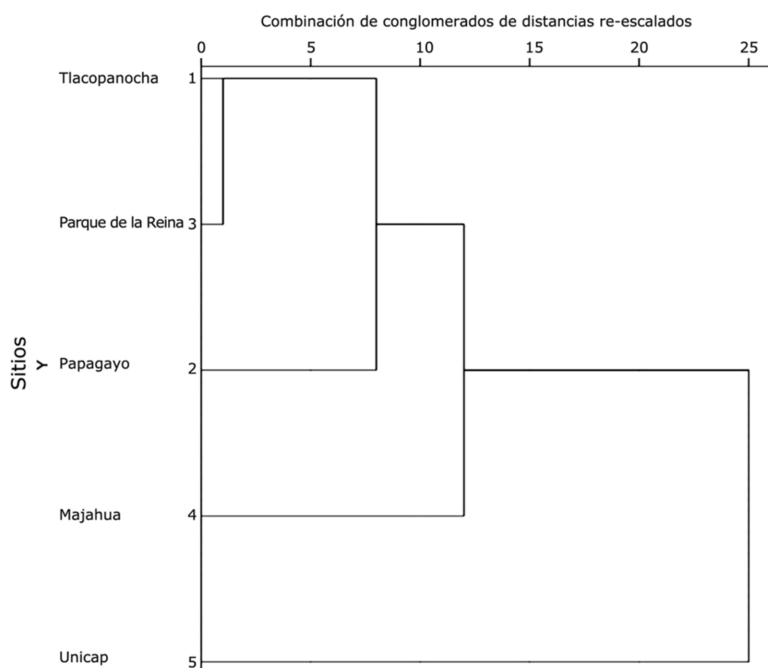 Combinación de conglomerados de distancias re-escalados
0 5 10 15 20 25
Tlacopanocha 1
Parque de la Reina 3
Sitios
Y
Papagayo 2
Majahua 4
Unicap 5